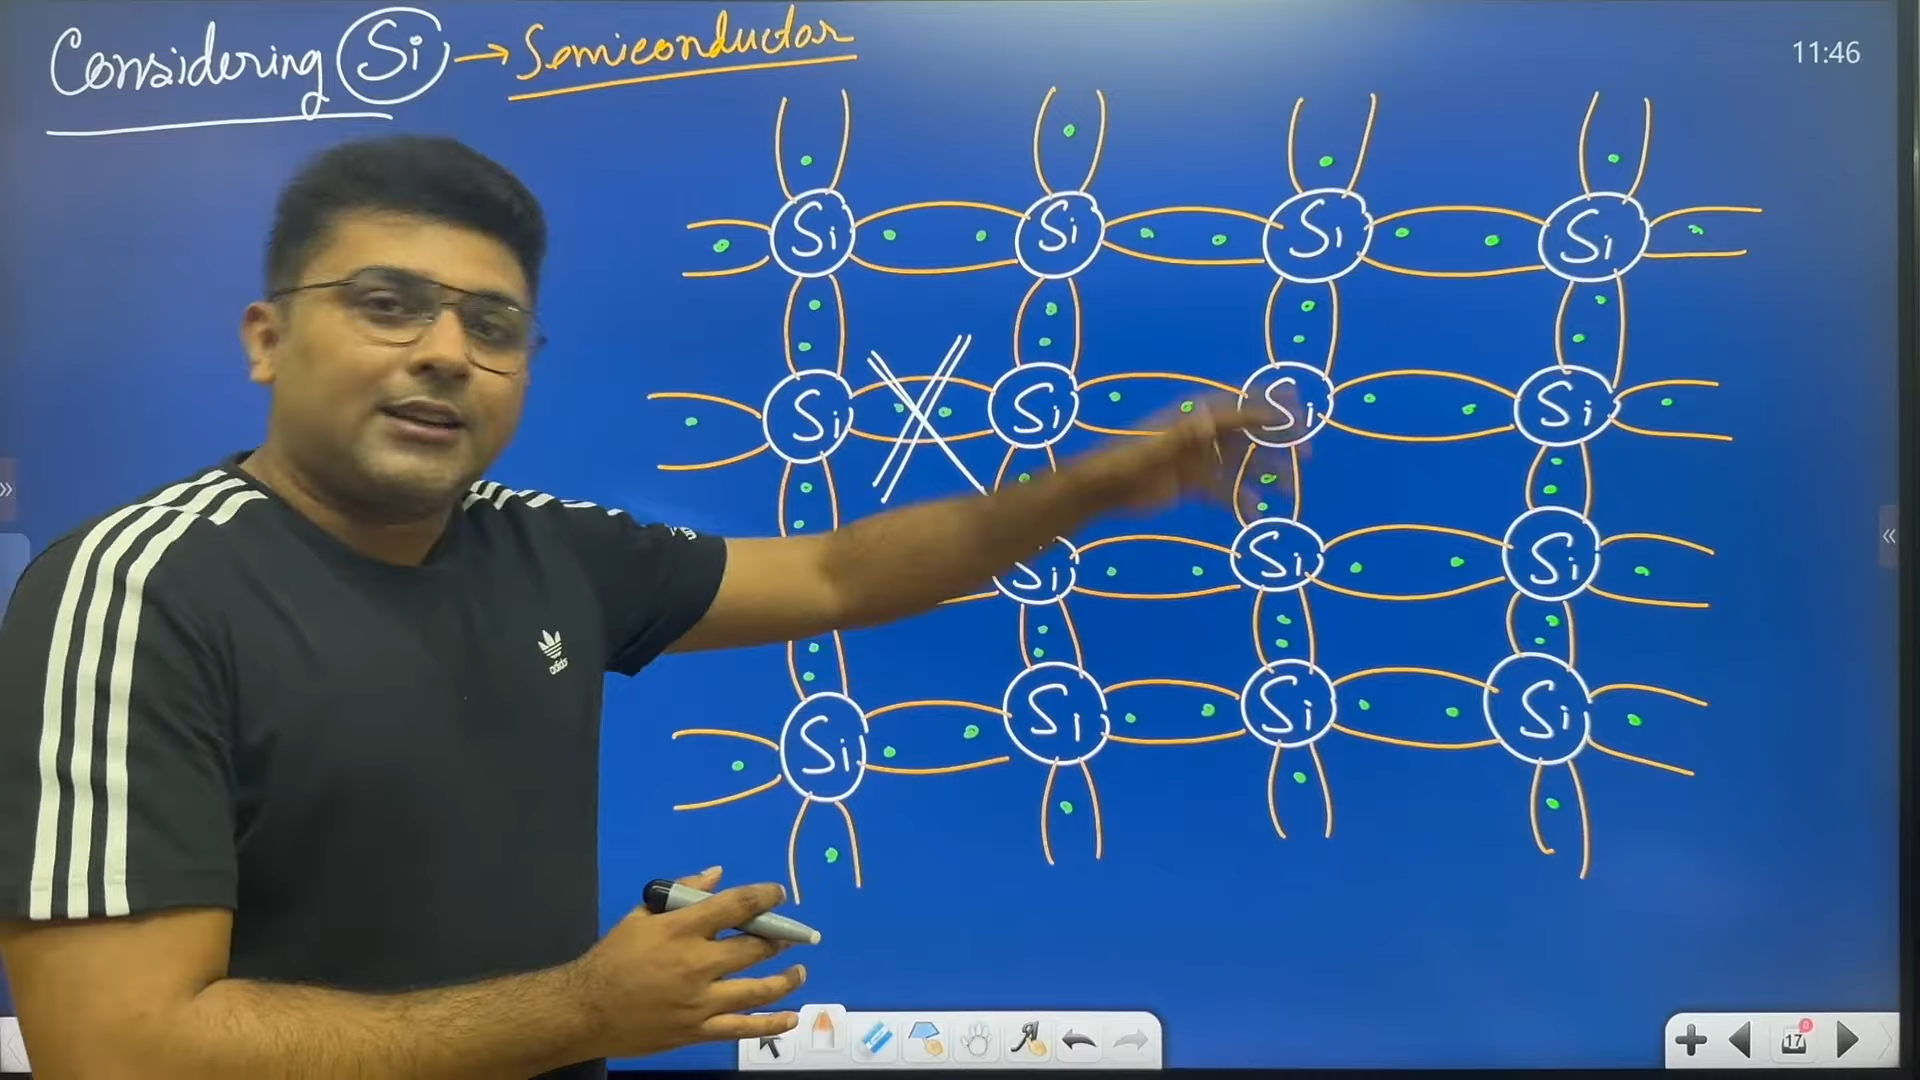 Considering Si → Semiconductor
11:46
Si Si Si Si
Si Si Si Si
Si Si Si
Si Si Si Si
adidas
17